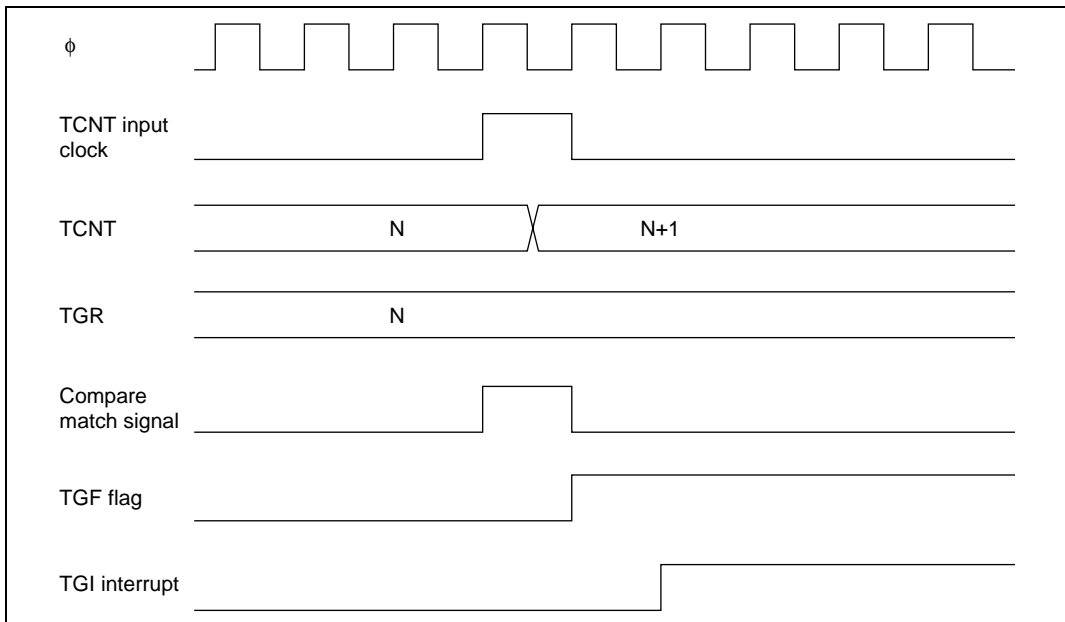 ϕ
TCNT input
clock
TCNT
N
N+1
TGR
N
Compare
match signal
TGF flag
TGI interrupt